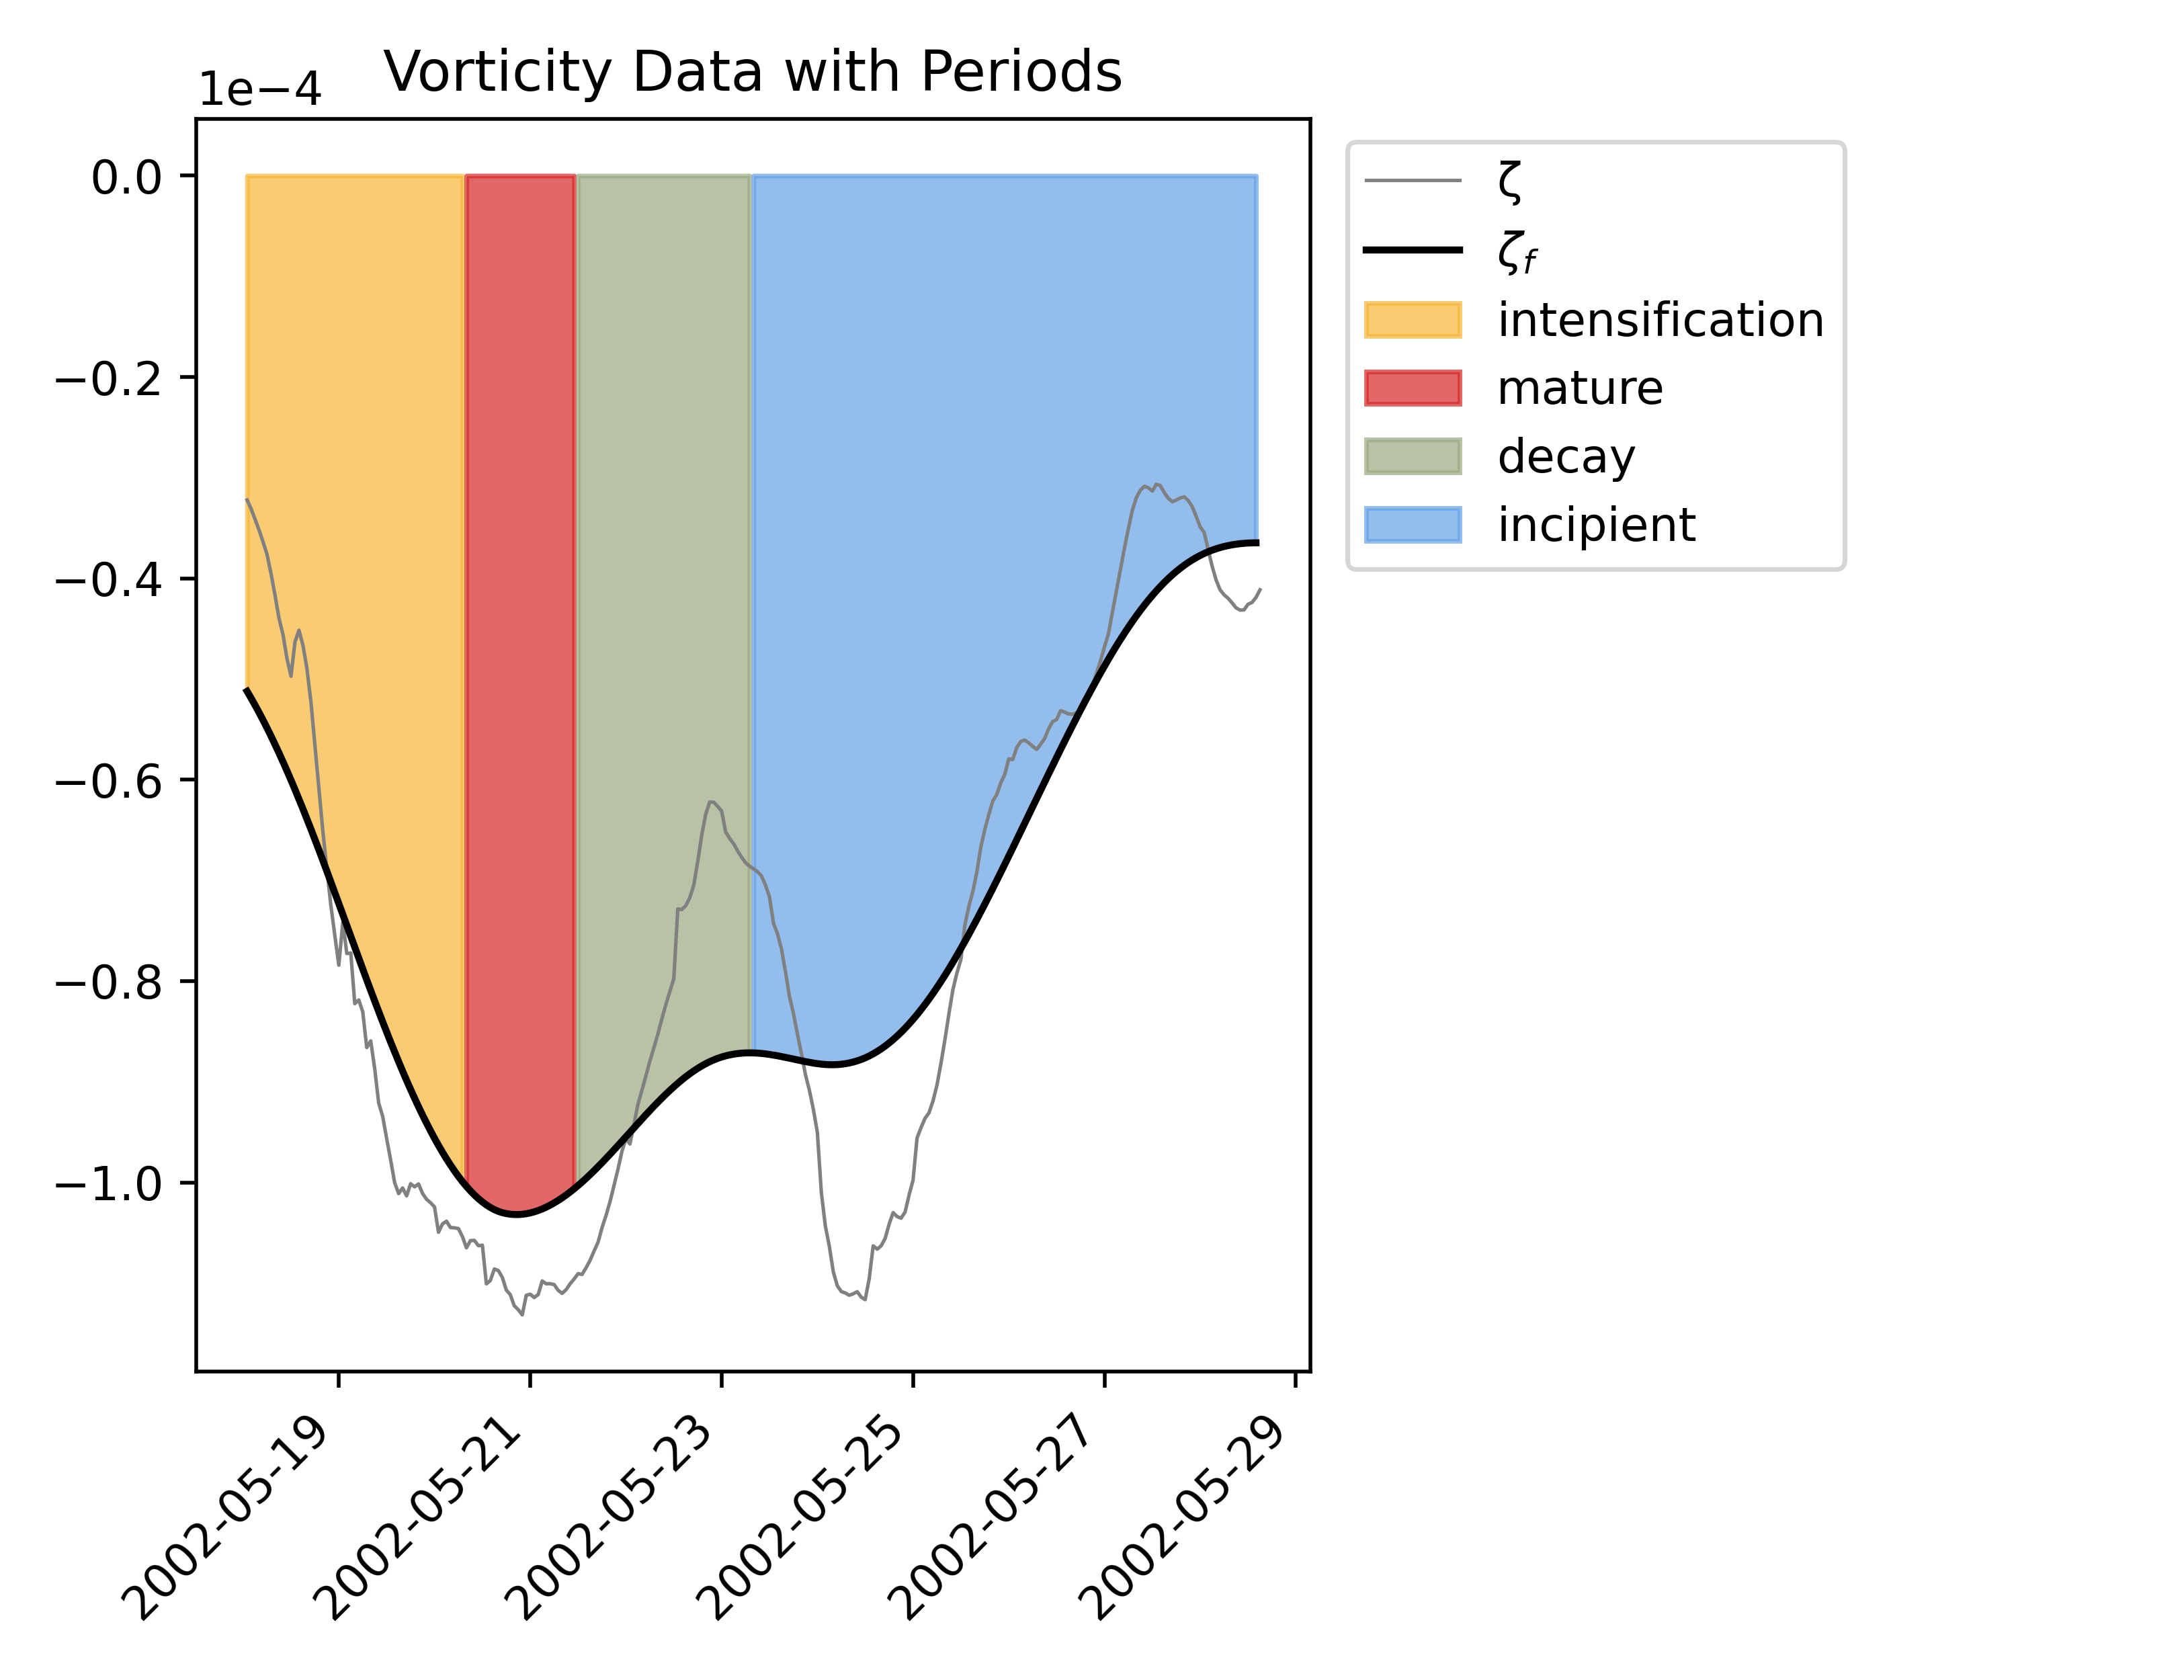 Vorticity Data with Periods
1e−4
0.0
−0.2
−0.4
−0.6
−0.8
−1.0
2002-05-19
2002-05-21
2002-05-23
2002-05-25
2002-05-27
2002-05-29
ζ
ζf
intensification
mature
decay
incipient